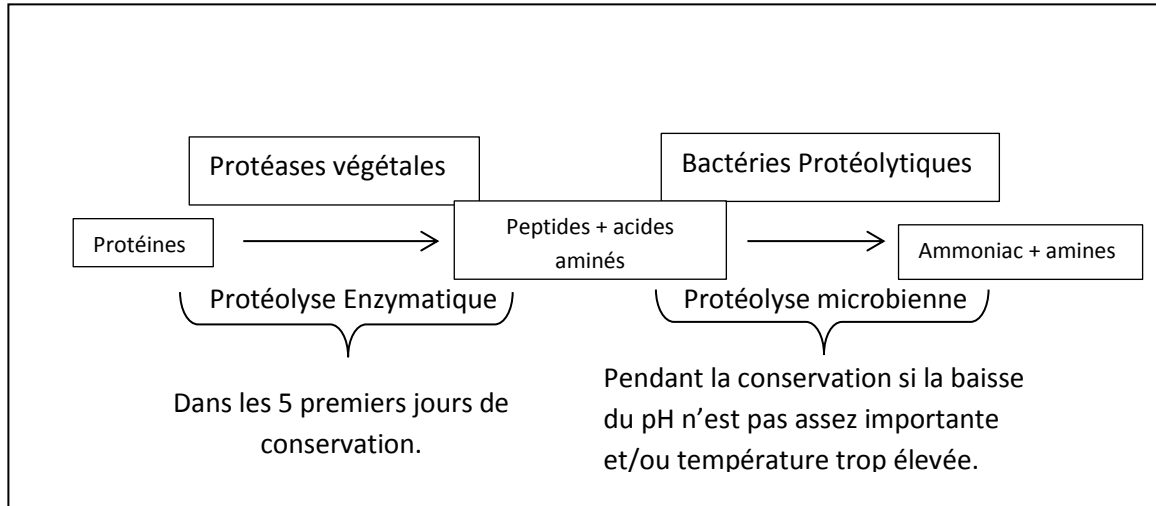 Protéases végétales
Bactéries Protéolytiques
Protéines
Peptides + acides
aminés
Ammoniac + amines
Protéolyse Enzymatique
Protéolyse microbienne
Dans les 5 premiers jours de
conservation.
Pendant la conservation si la baisse
du pH n’est pas assez importante
et/ou température trop élevée.